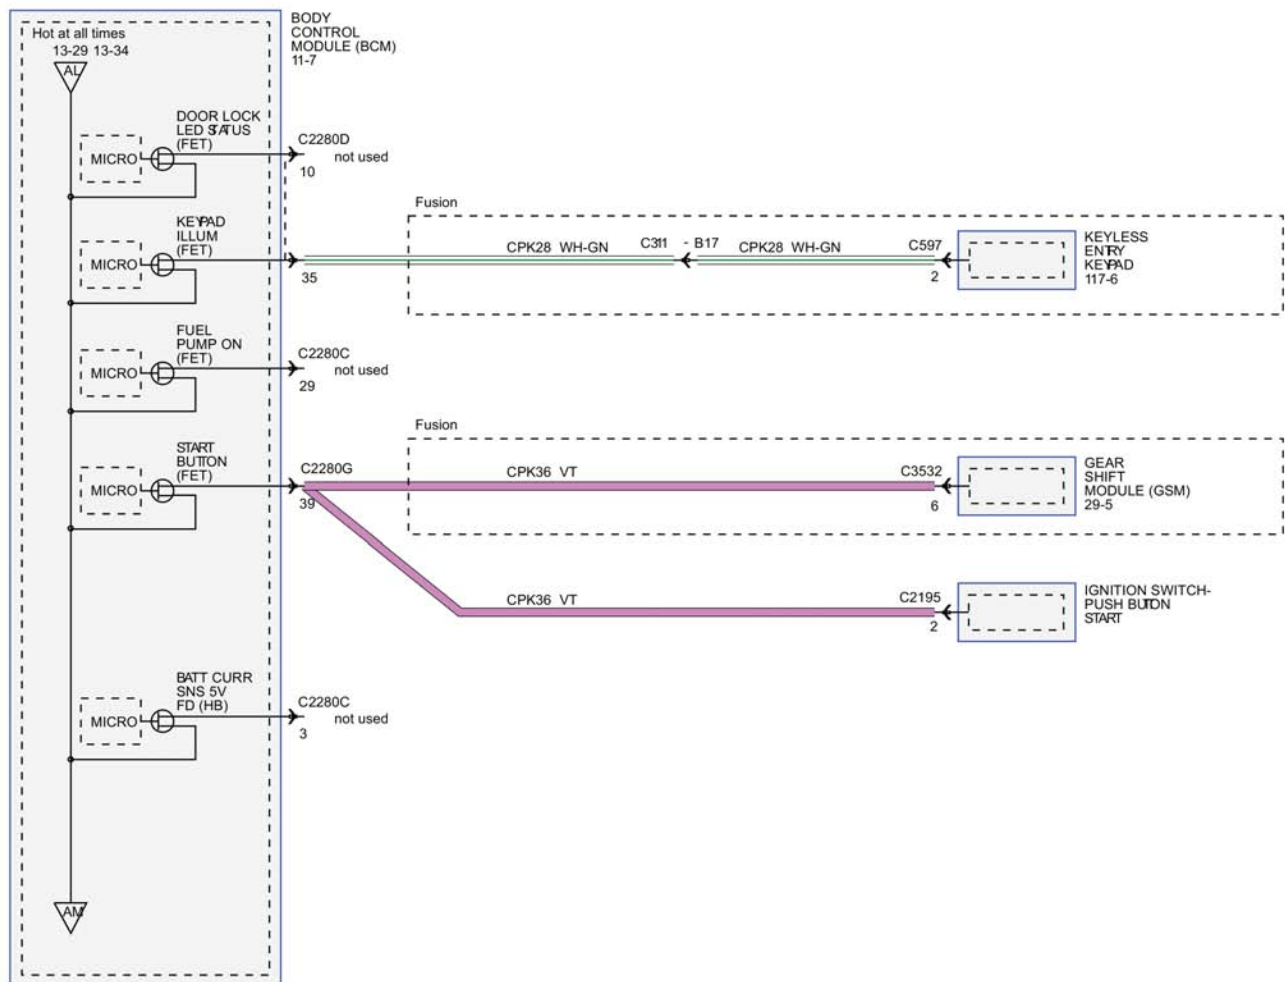 BODY
CONTROL
MODULE (BCM)
11-7
Hot at all times
13-29 13-34
AL
DOOR LOCK
LED STATUS
(FET)
MICRO
C2280D
10
not used
KEYPAD
ILLUM
(FET)
MICRO
35
Fusion
CPK28 WH-GN
C311 - B17
CPK28 WH-GN
C597
2
KEYLESS
ENTRY
KEYPAD
117-6
FUEL
PUMP ON
(FET)
MICRO
C2280C
29
not used
START
BUTTON
(FET)
MICRO
C2280G
39
Fusion
CPK36 VT
C3532
6
GEAR
SHIFT
MODULE (GSM)
29-5
CPK36 VT
C2195
2
IGNITION SWITCH-
PUSH BUTTON
START
BATT CURR
SNS 5V
FD (HB)
MICRO
C2280C
3
not used
AM